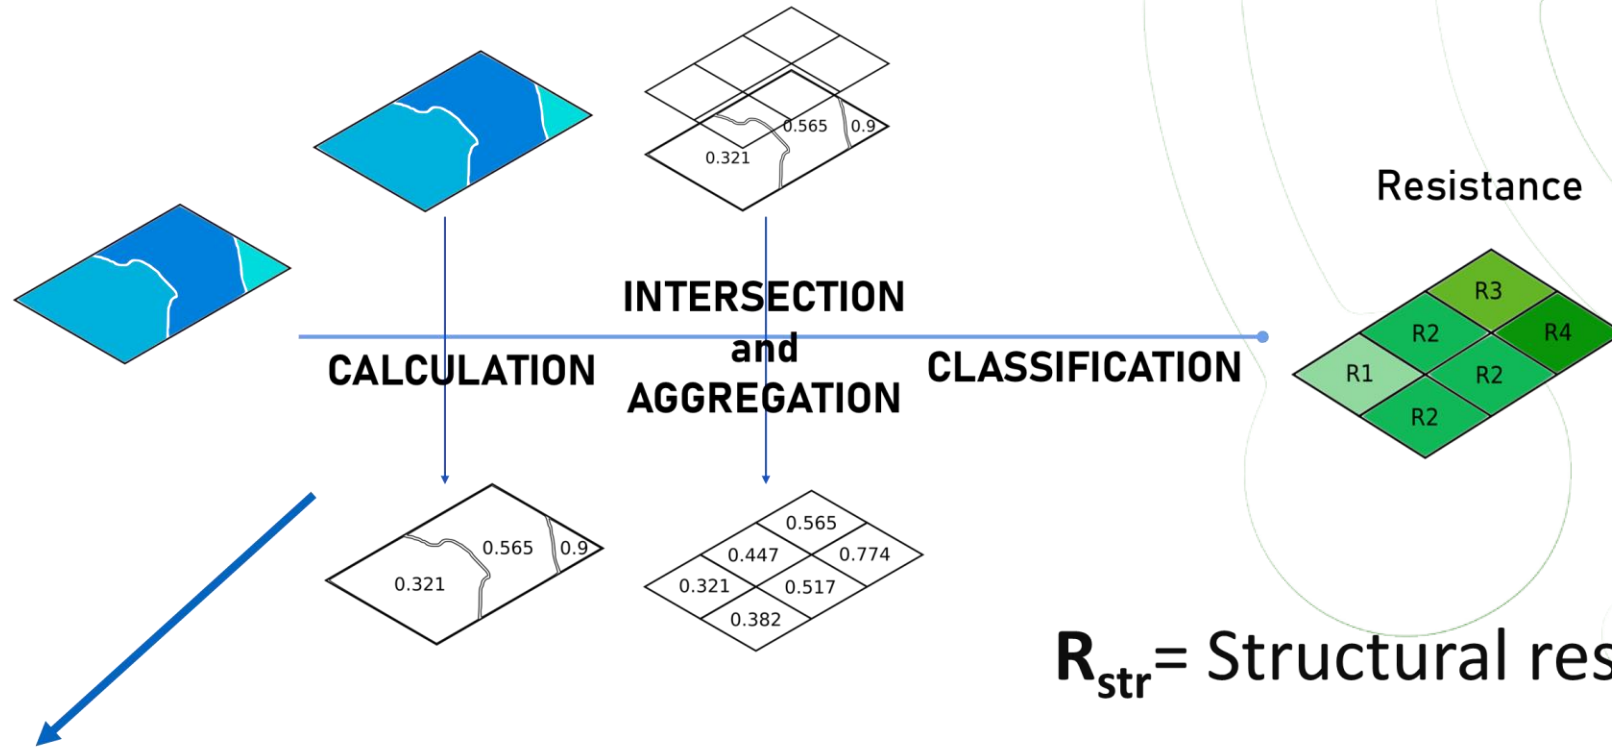 0.565
0.9
0.321
Resistance
INTERSECTION
and
AGGREGATION
CALCULATION
CLASSIFICATION
R3
R2
R4
R1
R2
R2
0.565
0.9
0.321
0.565
0.447
0.774
0.321
0.517
0.382
Rstr= Structural res